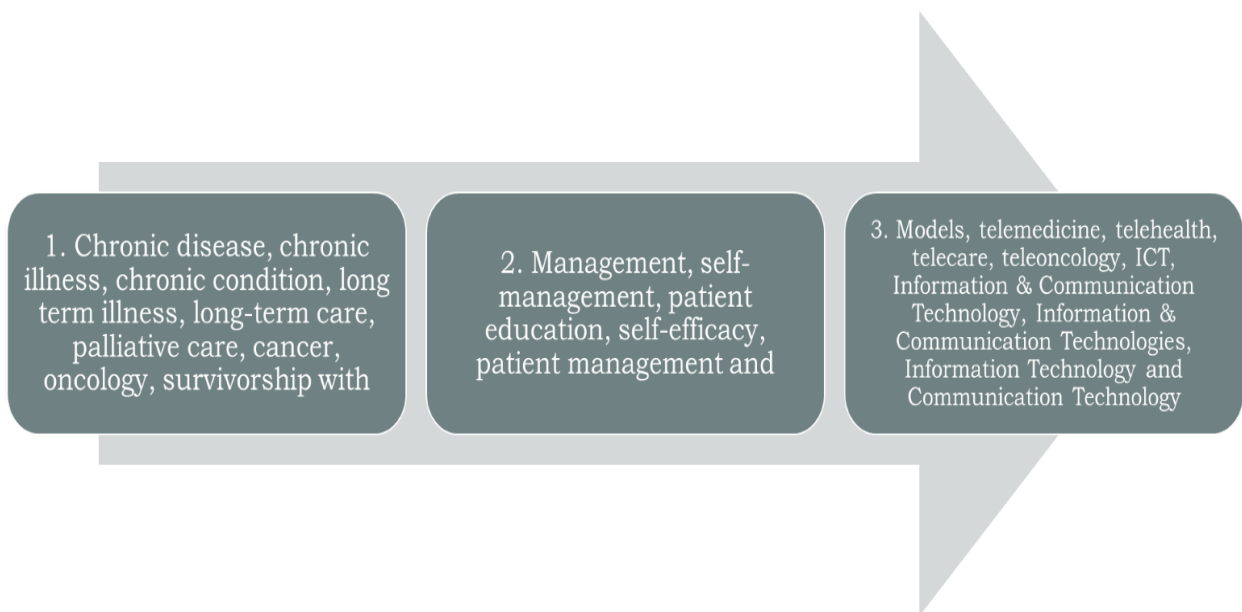 1. Chronic disease, chronic
illness, chronic condition, long
term illness, long-term care,
palliative care, cancer,
oncology, survivorship with
2. Management, self-
management, patient
education, self-efficacy,
patient management and
3. Models, telemedicine, telehealth,
telecare, teleoncology, ICT,
Information & Communication
Technology, Information &
Communication Technologies,
Information Technology and
Communication Technology